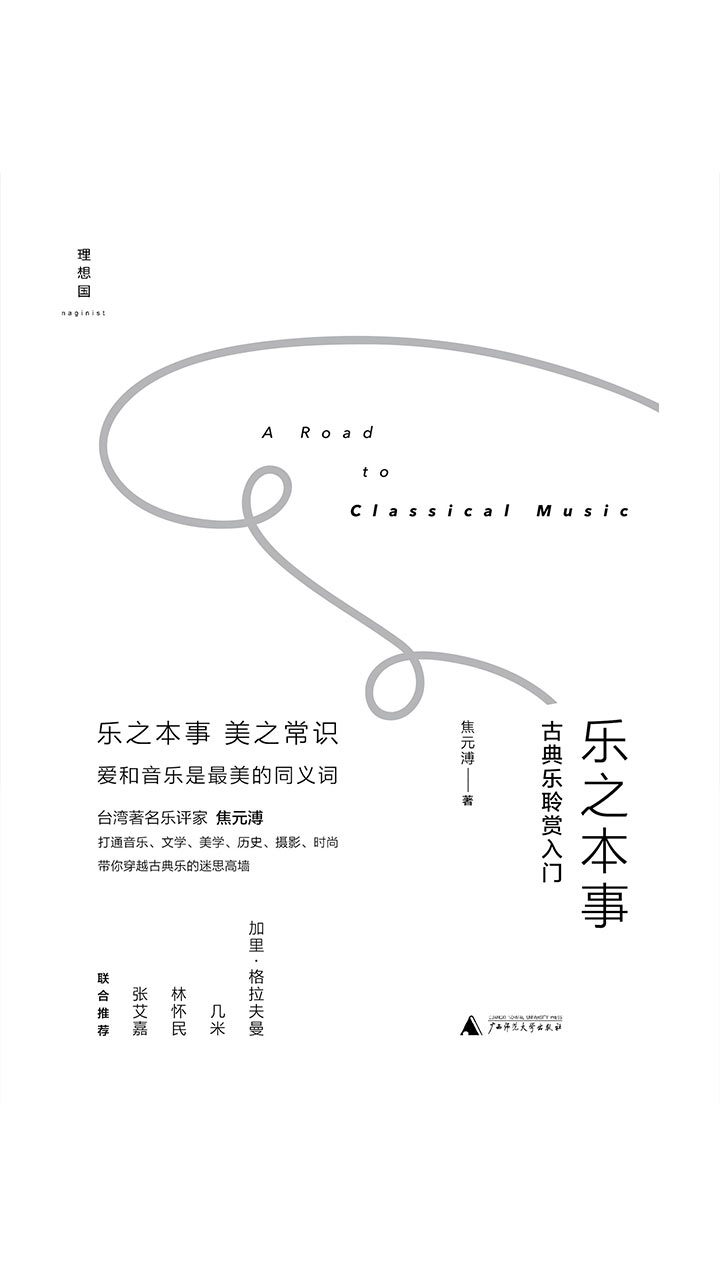 理想国
naginist
A Road
to
Classical Music
乐之本事
古典乐聆赏入门
焦元溥——著
乐之本事 美之常识
爱和音乐是最美的同义词
台湾著名乐评家 焦元溥
打通音乐、文学、美学、历史、摄影、时尚
带你穿越古典乐的迷思高墙
加里·格拉夫曼
几米
林怀民
张艾嘉
联合推荐
GUANGXI NORMAL UNIVERSITY PRESS
广西师范大学出版社